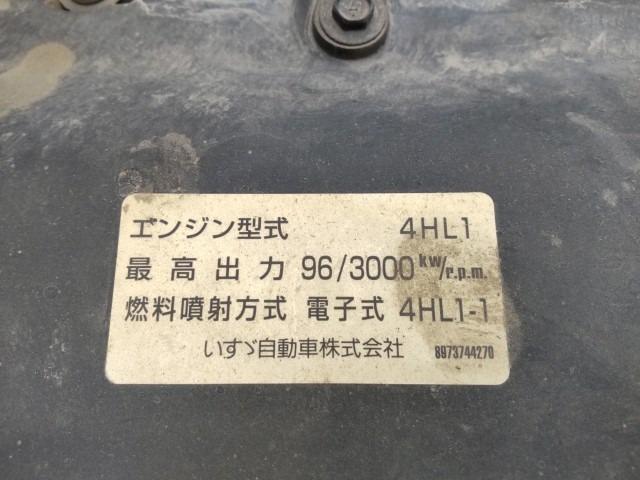 エンジン型式 4HL1
最高出力 96/3000 kW/r.p.m.
燃料噴射方式 電子式 4HL1-1
いすゞ自動車株式会社 8973744270